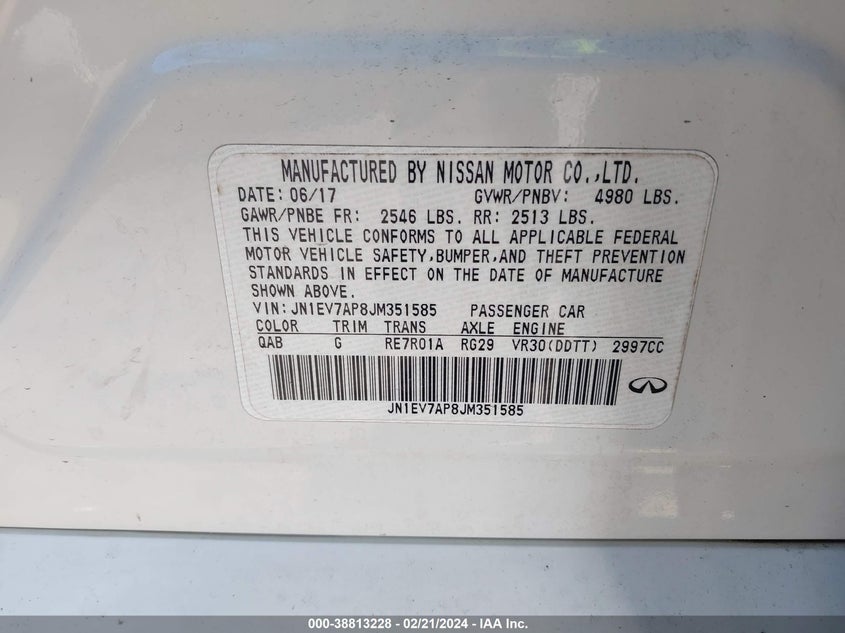 MANUFACTURED BY NISSAN MOTOR CO.,LTD.
DATE: 06/17 GVWR/PNBV: 4980 LBS.
GAWR/PNBE FR: 2546 LBS. RR: 2513 LBS.
THIS VEHICLE CONFORMS TO ALL APPLICABLE FEDERAL
MOTOR VEHICLE SAFETY,BUMPER,AND THEFT PREVENTION
STANDARDS IN EFFECT ON THE DATE OF MANUFACTURE
SHOWN ABOVE.
VIN:JN1EV7AP8JM351585 PASSENGER CAR
COLOR TRIM TRANS AXLE ENGINE
QAB G RE7R01A RG29 VR30(DDTT) 2997CC
JN1EV7AP8JM351585
000-38813228 - 02/21/2024 - IAA Inc.